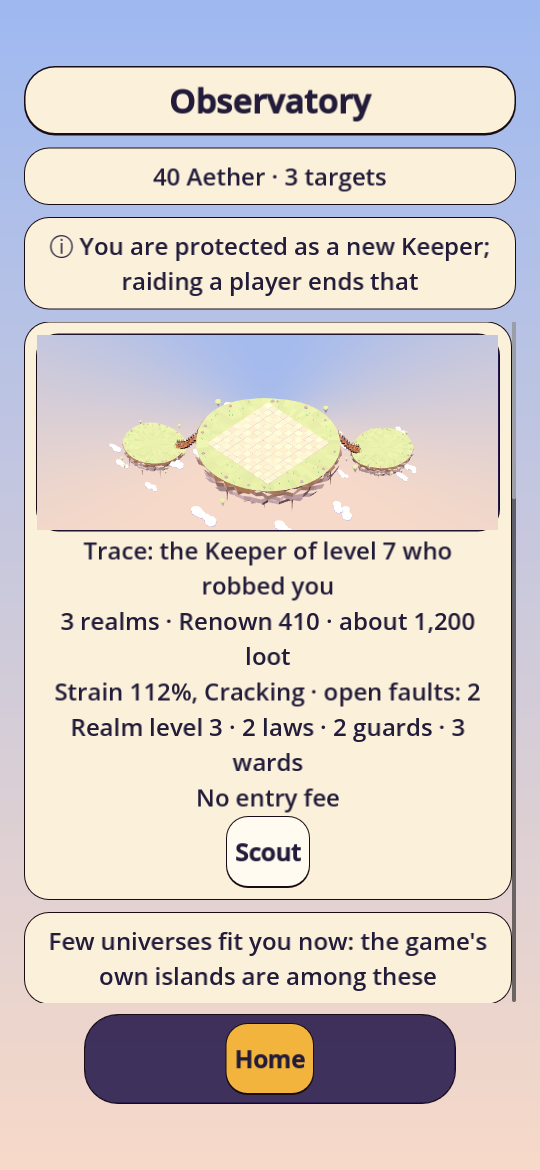 Observatory
40 Aether · 3 targets
ⓘ You are protected as a new Keeper;
raiding a player ends that
Trace: the Keeper of level 7 who
robbed you
3 realms · Renown 410 · about 1,200
loot
Strain 112%, Cracking · open faults: 2
Realm level 3 · 2 laws · 2 guards · 3
wards
No entry fee
Scout
Few universes fit you now: the game's
own islands are among these
Home